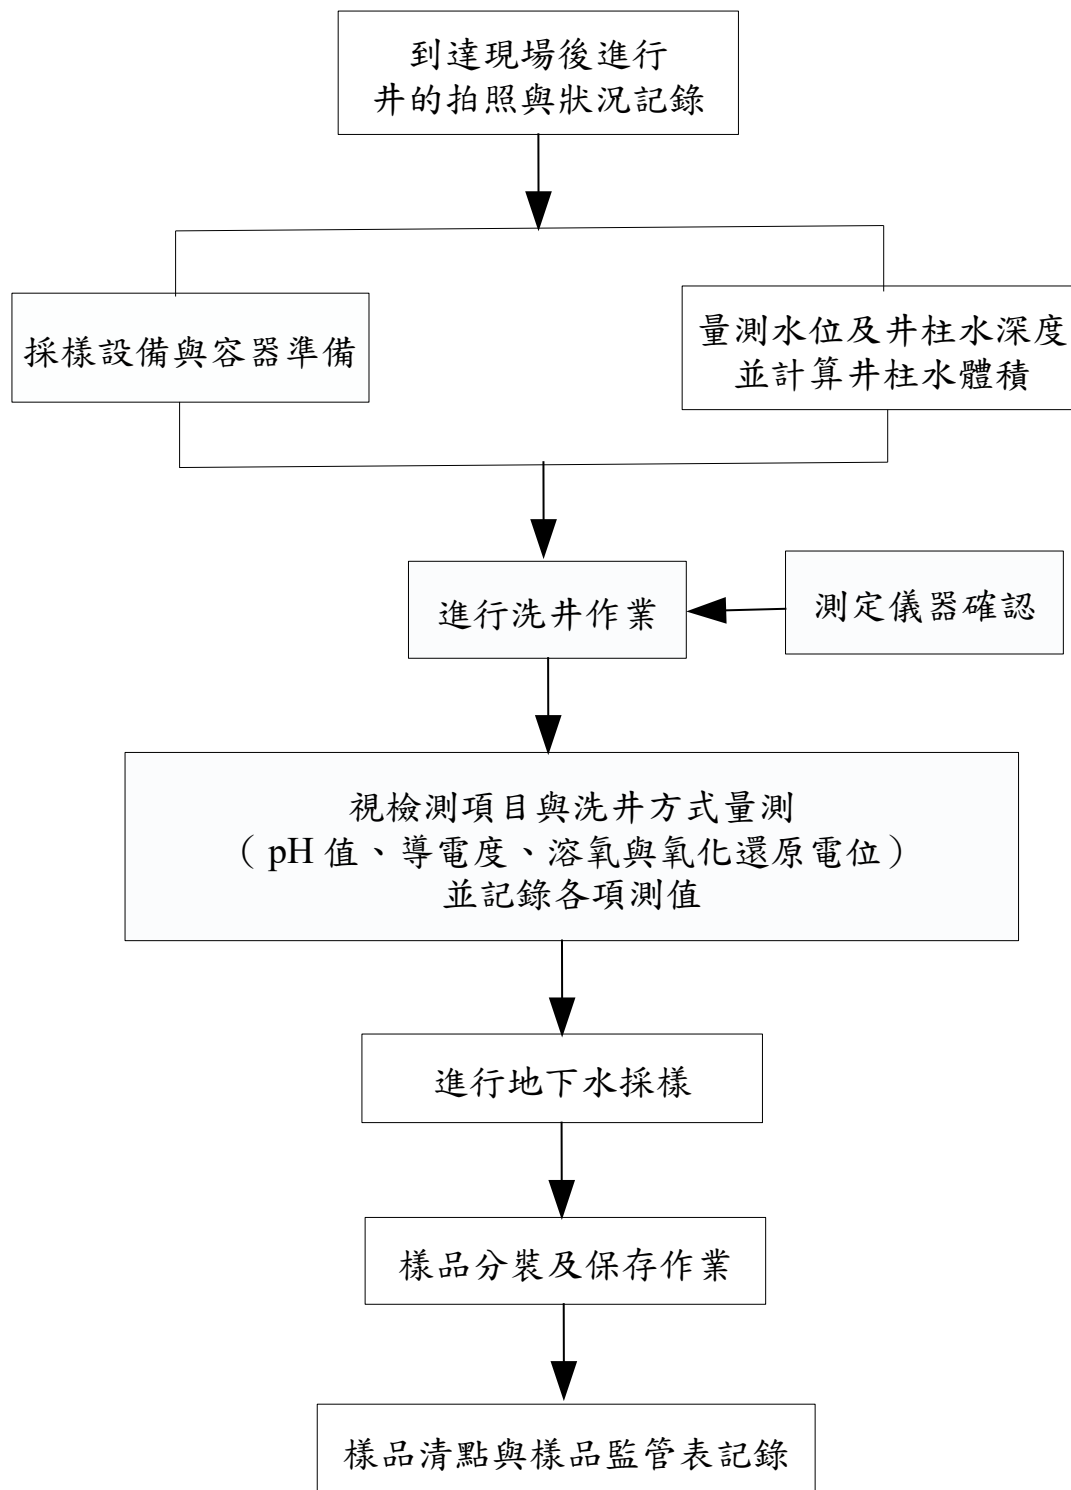 到達現場後進行
井的拍照與狀況記錄
採樣設備與容器準備
量測水位及井柱水深度
並計算井柱水體積
進行洗井作業
測定儀器確認
視檢測項目與洗井方式量測
（ pH 值、導電度、溶氧與氧化還原電位）
並記錄各項測值
進行地下水採樣
樣品分裝及保存作業
樣品清點與樣品監管表記錄